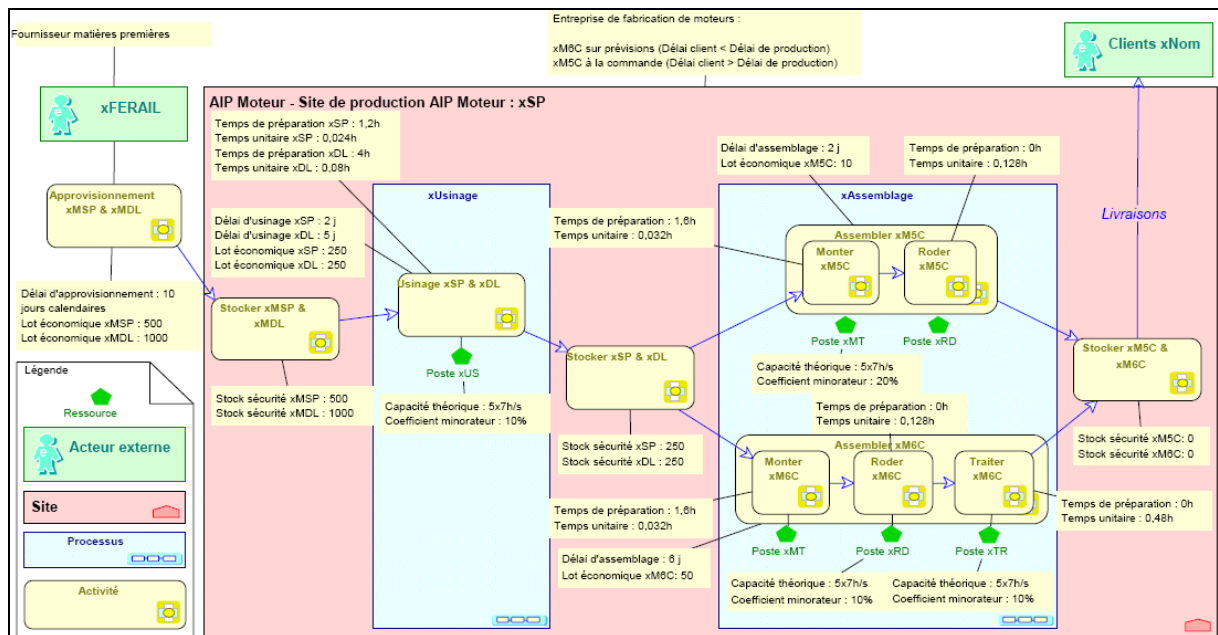 Fournisseur matières premières
xFERAIL
Approvisionnement
xMSP & xMDL
Délai d'approvisionnement : 10
jours calendaires
Lot économique xMSP : 500
Lot économique xMDL : 1000
Légende
Ressource
Acteur externe
Site
Processus
Activité
Entreprise de fabrication de moteurs :
xM6C sur prévisions (Délai client < Délai de production)
xM5C à la commande (Délai client > Délai de production)
Clients xNom
Livraisons
AIP Moteur - Site de production AIP Moteur : xSP
Temps de préparation xSP : 1,2h
Temps unitaire xSP : 0,024h
Temps de préparation xDL : 4h
Temps unitaire xDL : 0,08h
Délai d'usinage xSP : 2 j
Délai d'usinage xDL : 5 j
Lot économique xSP : 250
Lot économique xDL : 250
Stocker xMSP &
xMDL
Stock sécurité xMSP : 500
Stock sécurité xMDL : 1000
xUsinage
Usinage xSP & xDL
Poste xUS
Capacité théorique : 5x7h/s
Coefficient minorateur : 10%
Stocker xSP & xDL
Stock sécurité xSP : 250
Stock sécurité xDL : 250
Délai d'assemblage : 2 j
Lot économique xM5C: 10
Temps de préparation : 0h
Temps unitaire : 0,128h
xAssemblage
Temps de préparation : 1,6h
Temps unitaire : 0,032h
Assembler xM5C
Monter
xM5C
Roder
xM5C
Poste xMT
Poste xRD
Capacité théorique : 5x7h/s
Coefficient minorateur : 20%
Temps de préparation : 0h
Temps unitaire : 0,128h
Assembler xM6C
Monter
xM6C
Roder
xM6C
Traiter
xM6C
Temps de préparation : 1,6h
Temps unitaire : 0,032h
Poste xMT
Poste xRD
Poste xTR
Délai d'assemblage : 6 j
Lot économique xM6C: 50
Capacité théorique : 5x7h/s
Coefficient minorateur : 10%
Capacité théorique : 5x7h/s
Coefficient minorateur : 10%
Temps de préparation : 0h
Temps unitaire : 0,48h
Stocker xM5C &
xM6C
Stock sécurité xM5C: 0
Stock sécurité xM6C: 0